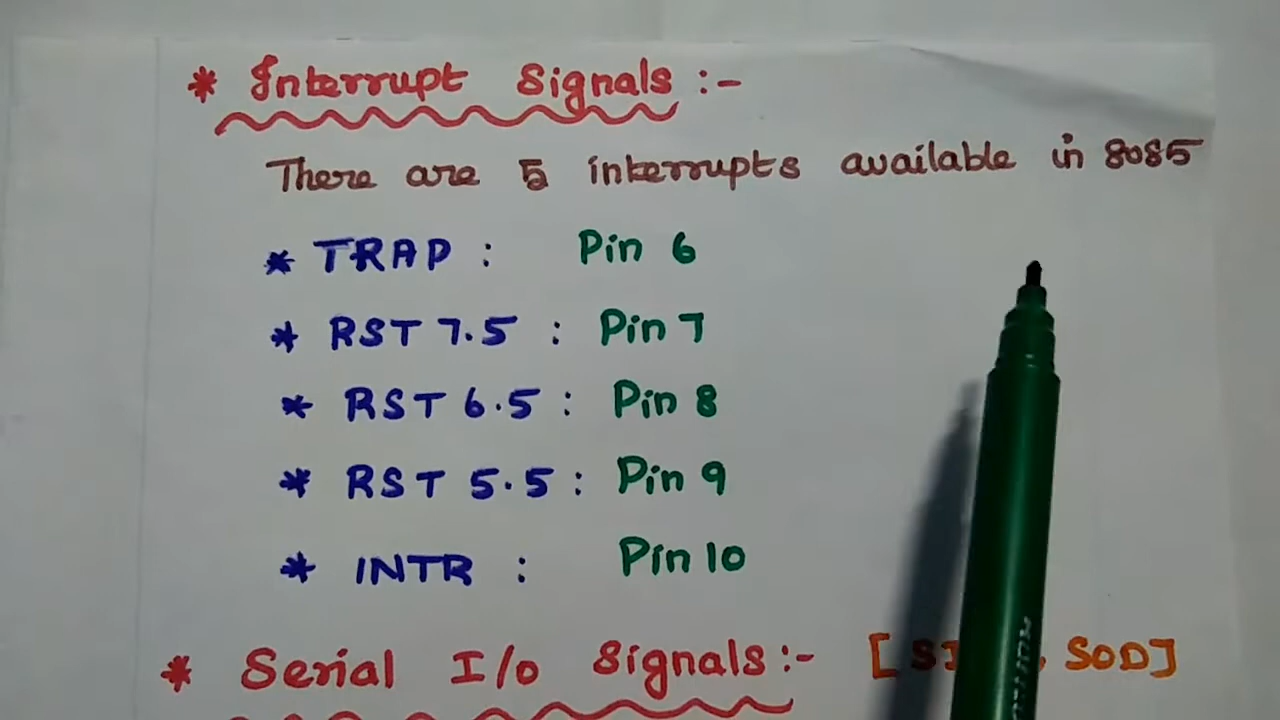 * Interrupt Signals :-
There are 5 interrupts available in 8085
* TRAP : Pin 6
* RST 7.5 : Pin 7
* RST 6.5 : Pin 8
* RST 5.5 : Pin 9
* INTR : Pin 10
* Serial I/o Signals :- [ , SOD]